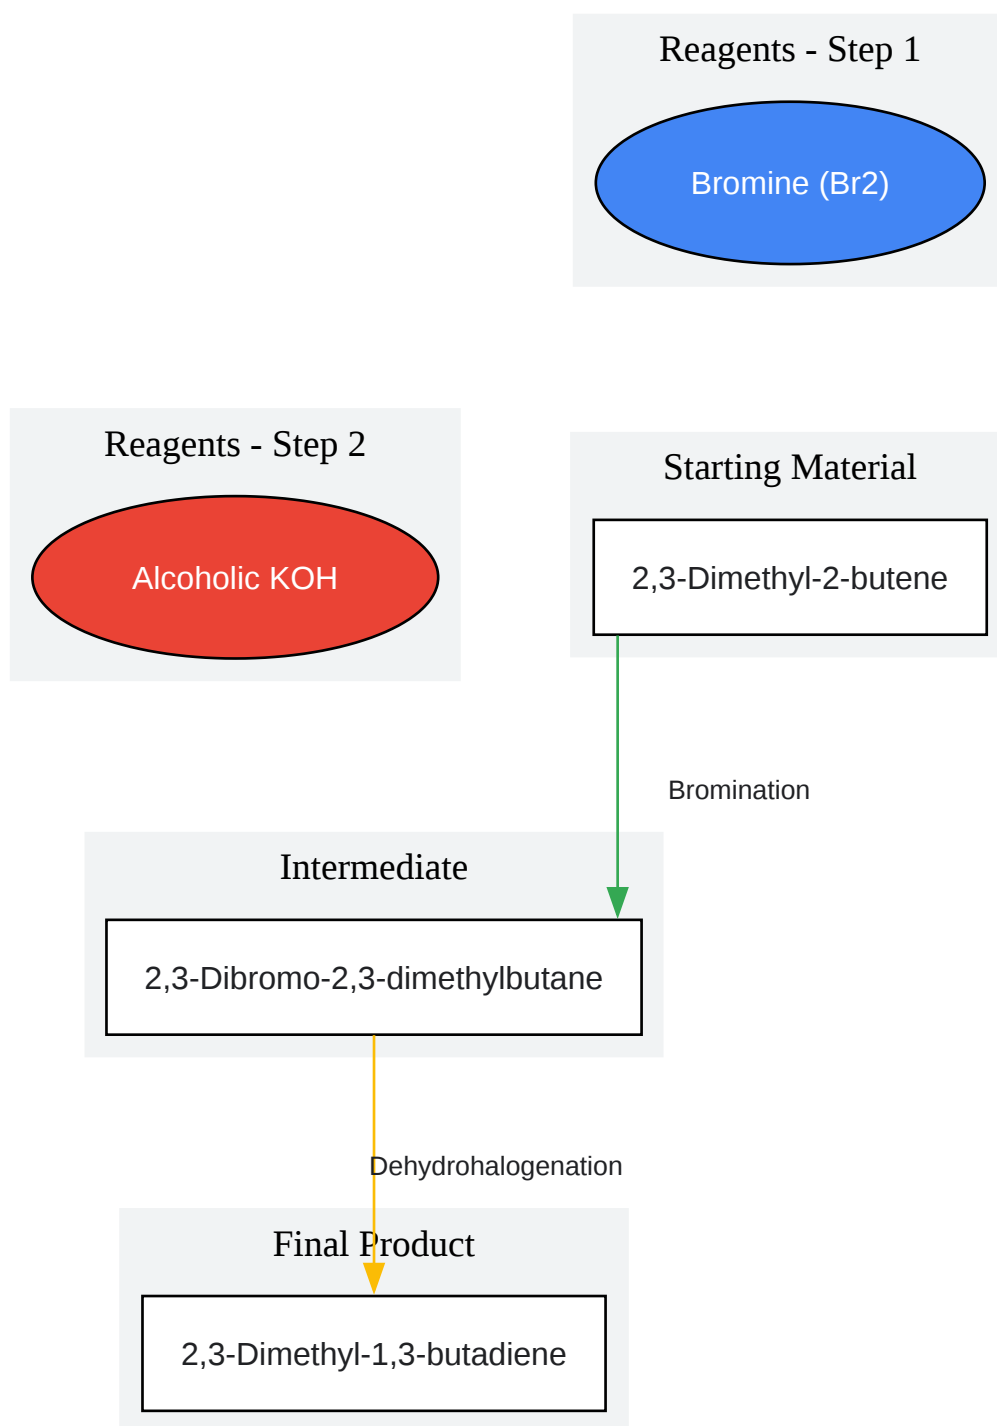 Reagents - Step 1
Bromine (Br2)
Reagents - Step 2
Alcoholic KOH
Starting Material
2,3-Dimethyl-2-butene
Bromination
Intermediate
2,3-Dibromo-2,3-dimethylbutane
Dehydrohalogenation
Final Product
2,3-Dimethyl-1,3-butadiene